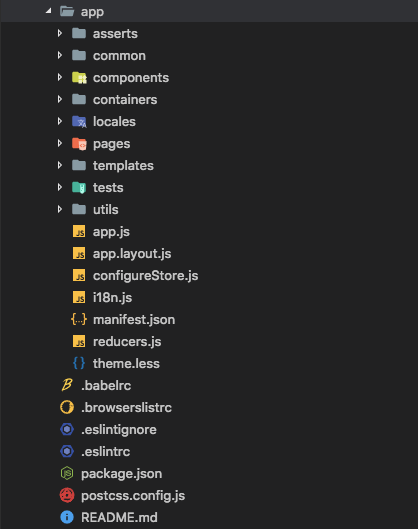 app
asserts
common
components
containers
locales
pages
templates
tests
utils
app.js
app.layout.js
configureStore.js
i18n.js
manifest.json
reducers.js
theme.less
.babelrc
.browserslistrc
.eslintignore
.eslintrc
package.json
postcss.config.js
README.md